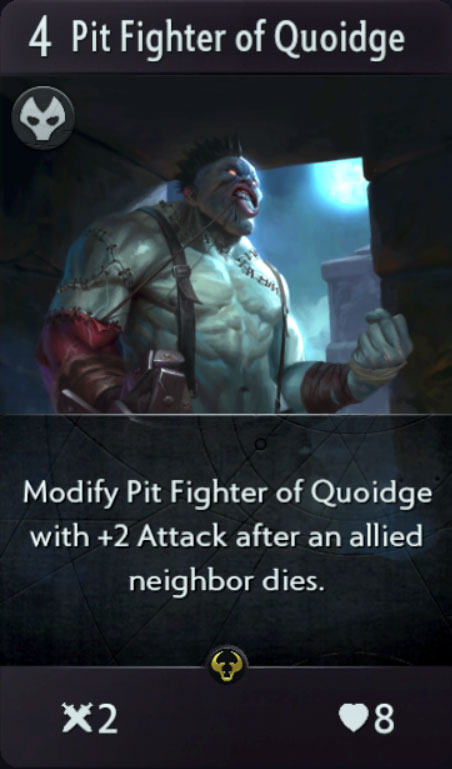 4 Pit Fighter of Quoidge
Modify Pit Fighter of Quoidge
with +2 Attack after an allied
neighbor dies.
2 8